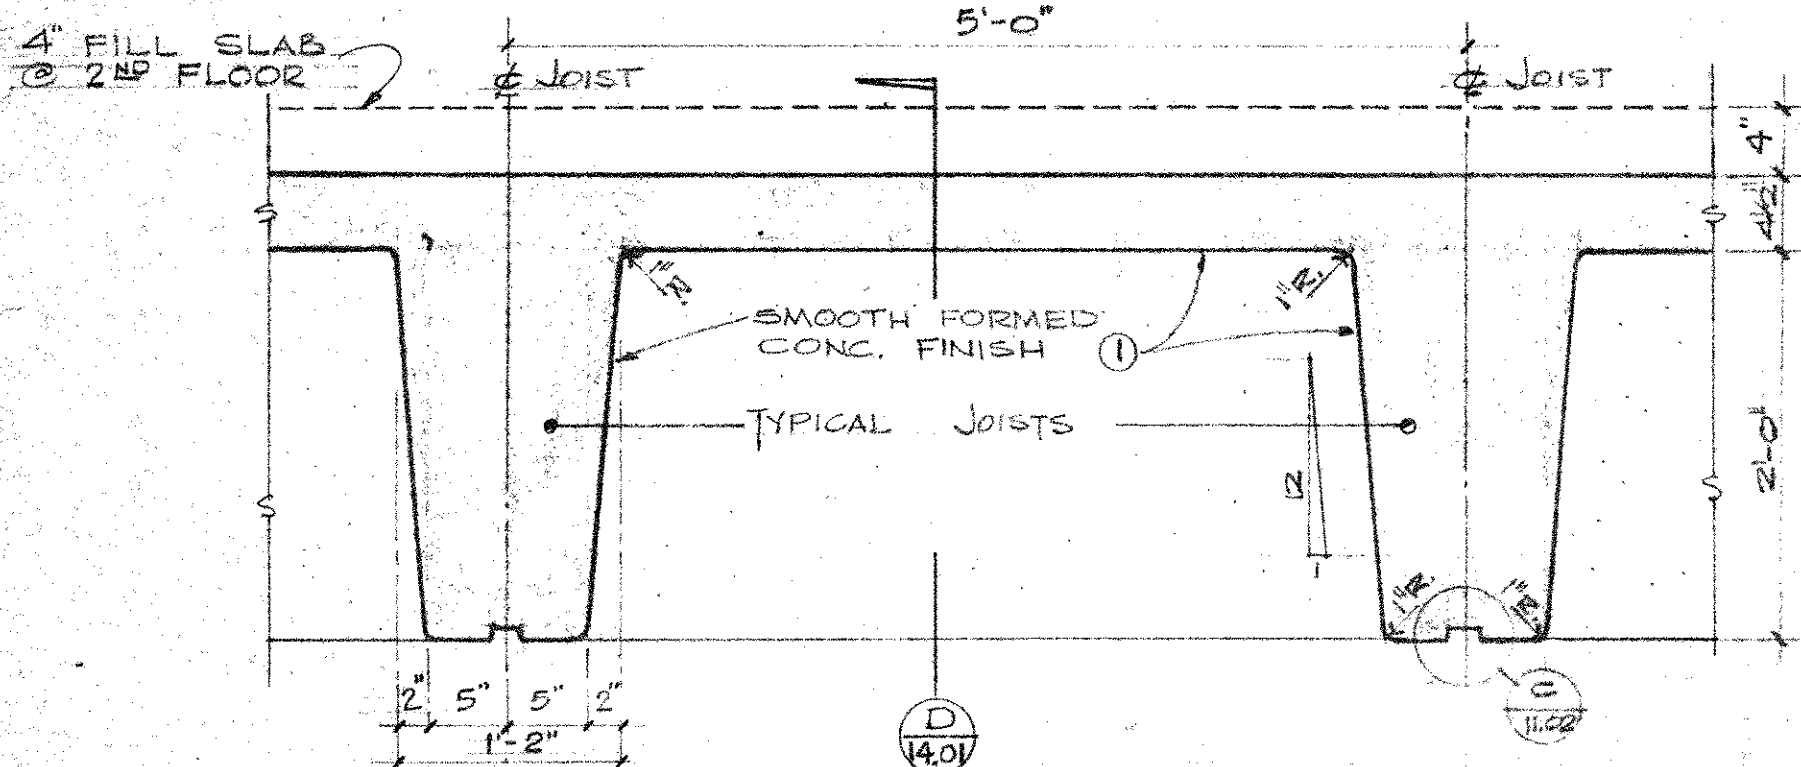 5'-0"
4" FILL SLAB
@ 2ND FLOOR
℄ JOIST
℄ JOIST
4"
4½"
1"R.
1"R.
SMOOTH FORMED
CONC. FINISH
1
TYPICAL JOISTS
12
1
2'-0"
1"R.
1"R.
2" 5" 5" 2"
1'-2"
D
14.01
11.02